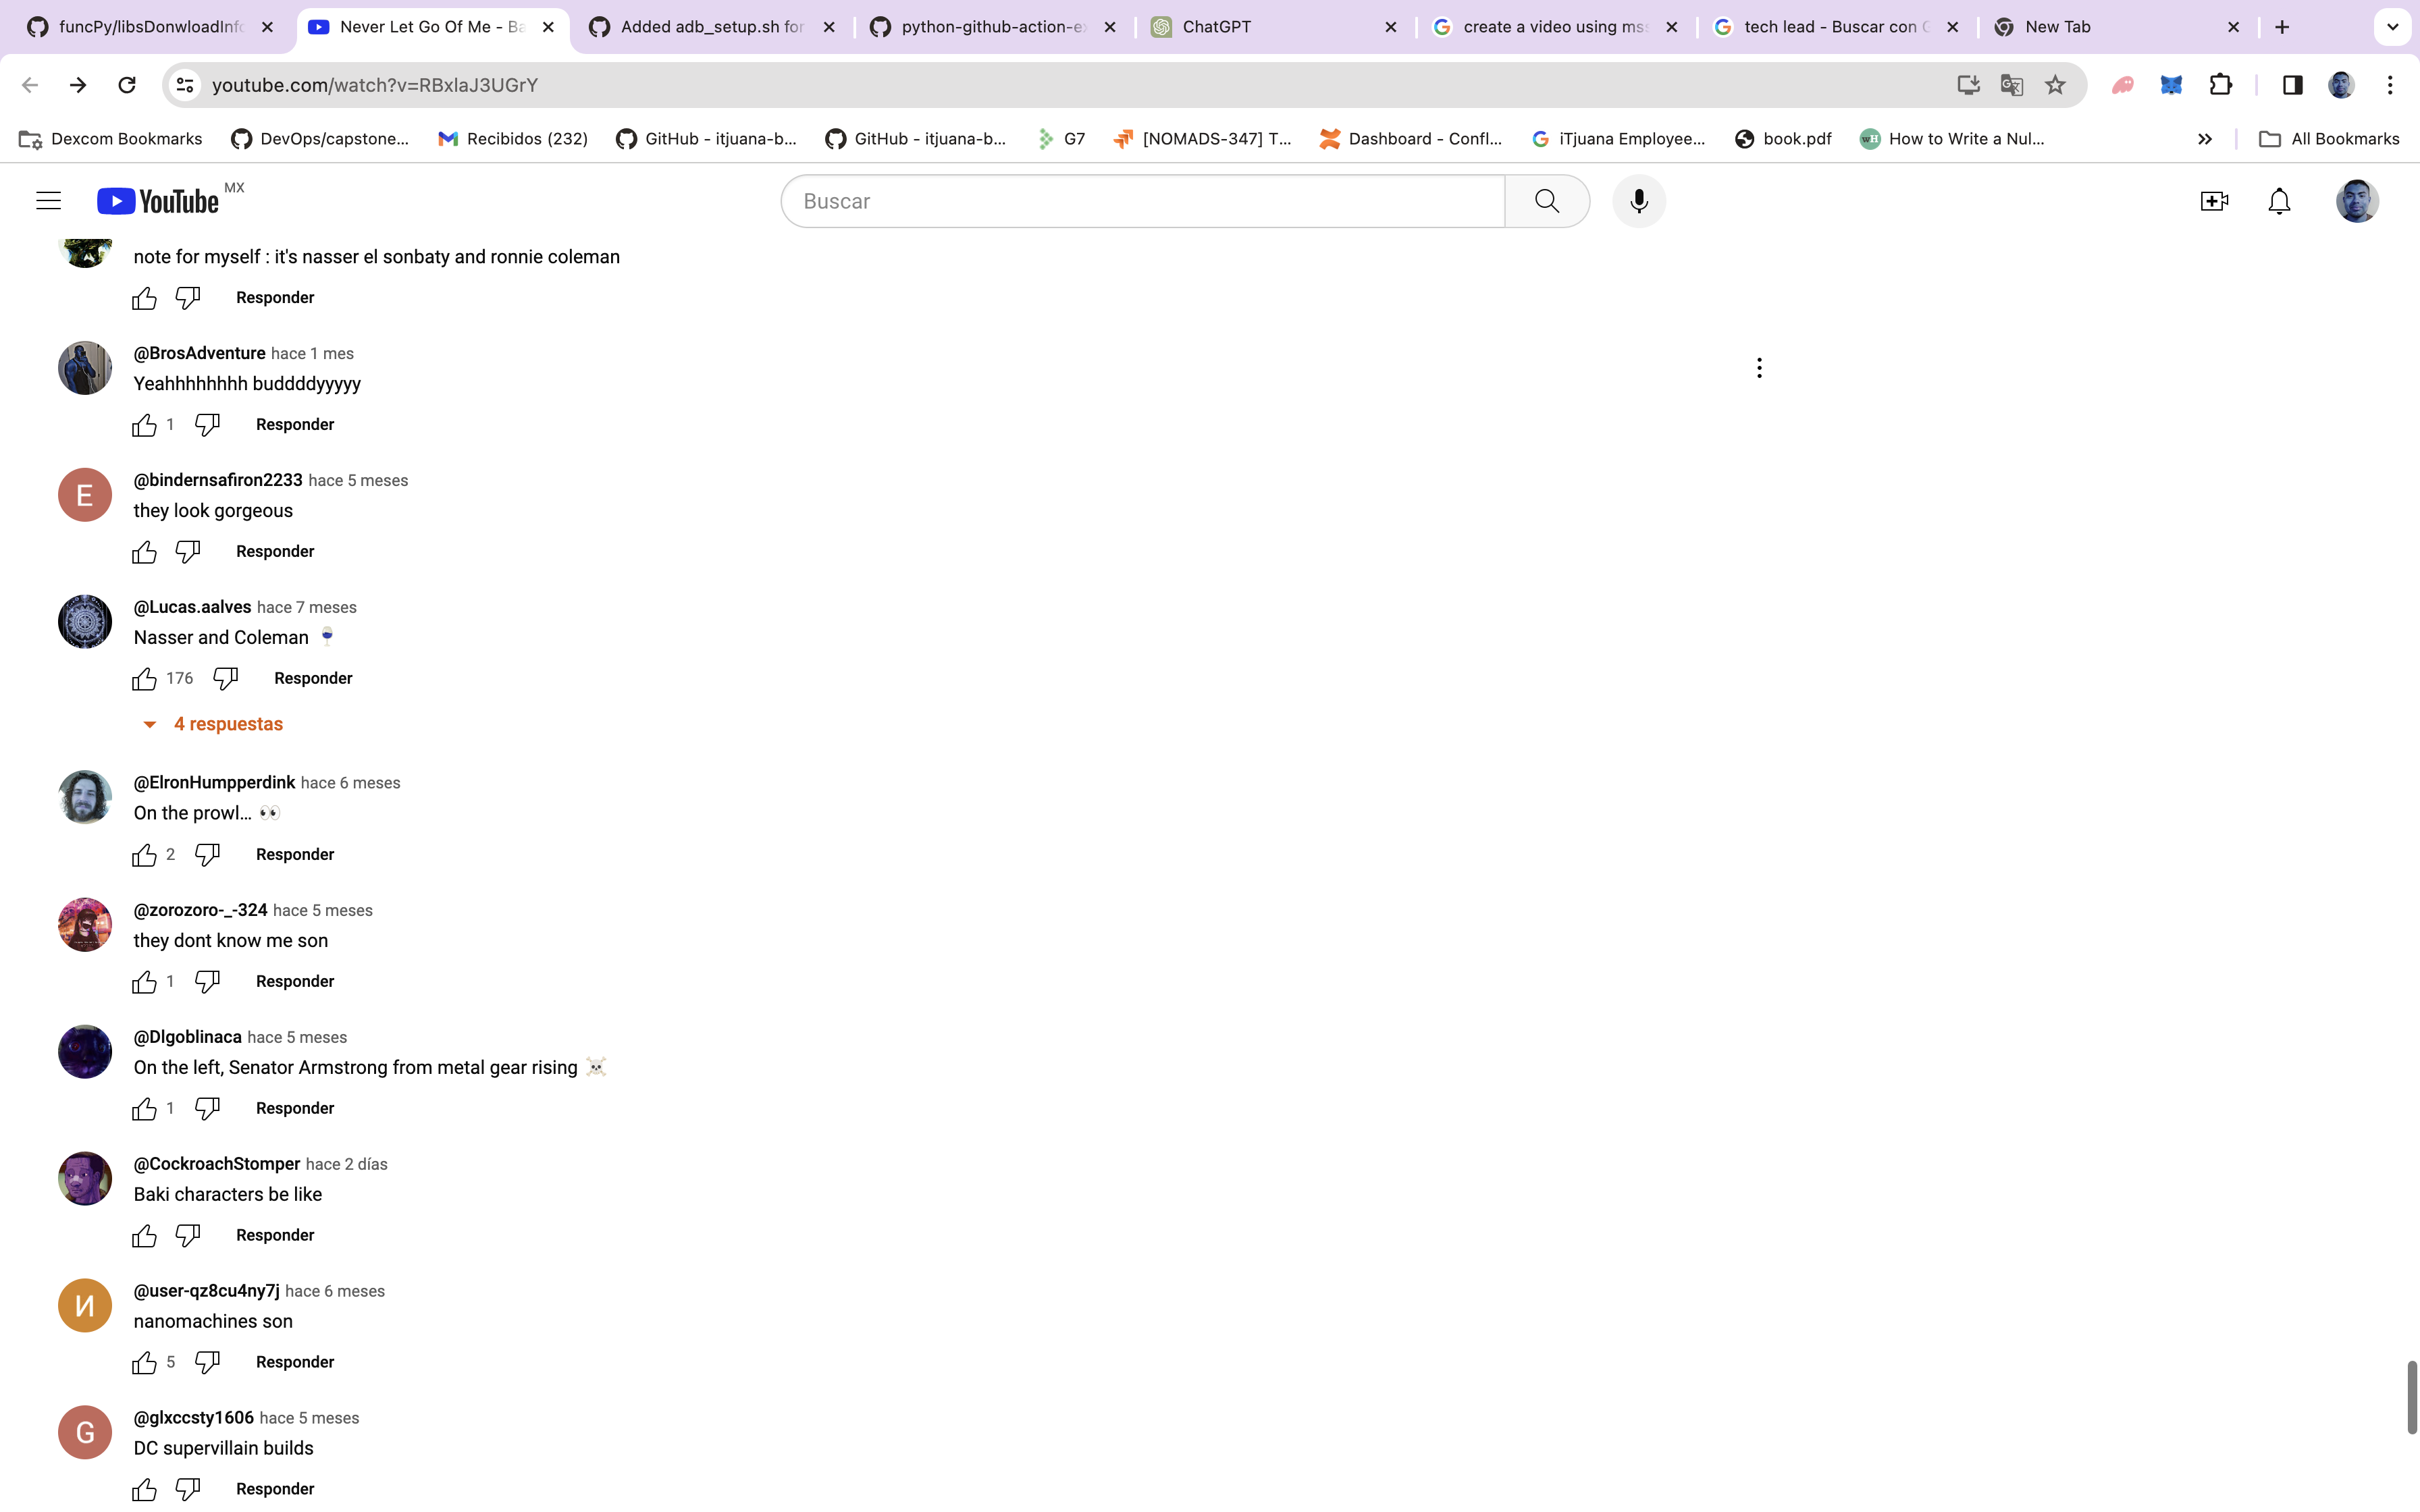 funcPy/libsDonwloadInfo
Never Let Go Of Me - Ba
Added adb_setup.sh for
python-github-action-ex
ChatGPT
create a video using mss
tech lead - Buscar con G
New Tab
youtube.com/watch?v=RBxlaJ3UGrY
Dexcom Bookmarks
DevOps/capstone...
Recibidos (232)
GitHub - itjuana-b...
GitHub - itjuana-b...
G7
[NOMADS-347] T...
Dashboard - Confl...
iTjuana Employee...
book.pdf
WH
How to Write a Nul...
All Bookmarks
YouTube MX
Buscar
note for myself : it's nasser el sonbaty and ronnie coleman
Responder
@BrosAdventure hace 1 mes
Yeahhhhhhhh buddddyyyyy
1 Responder
E
@bindernsafiron2233 hace 5 meses
they look gorgeous
Responder
@Lucas.aalves hace 7 meses
Nasser and Coleman 🍷
176 Responder
4 respuestas
@ElronHumpperdink hace 6 meses
On the prowl... 👀
2 Responder
@zorozoro-_-324 hace 5 meses
they dont know me son
1 Responder
@Dlgoblinaca hace 5 meses
On the left, Senator Armstrong from metal gear rising ☠️
1 Responder
@CockroachStomper hace 2 días
Baki characters be like
Responder
И
@user-qz8cu4ny7j hace 6 meses
nanomachines son
5 Responder
G
@glxccsty1606 hace 5 meses
DC supervillain builds
Responder